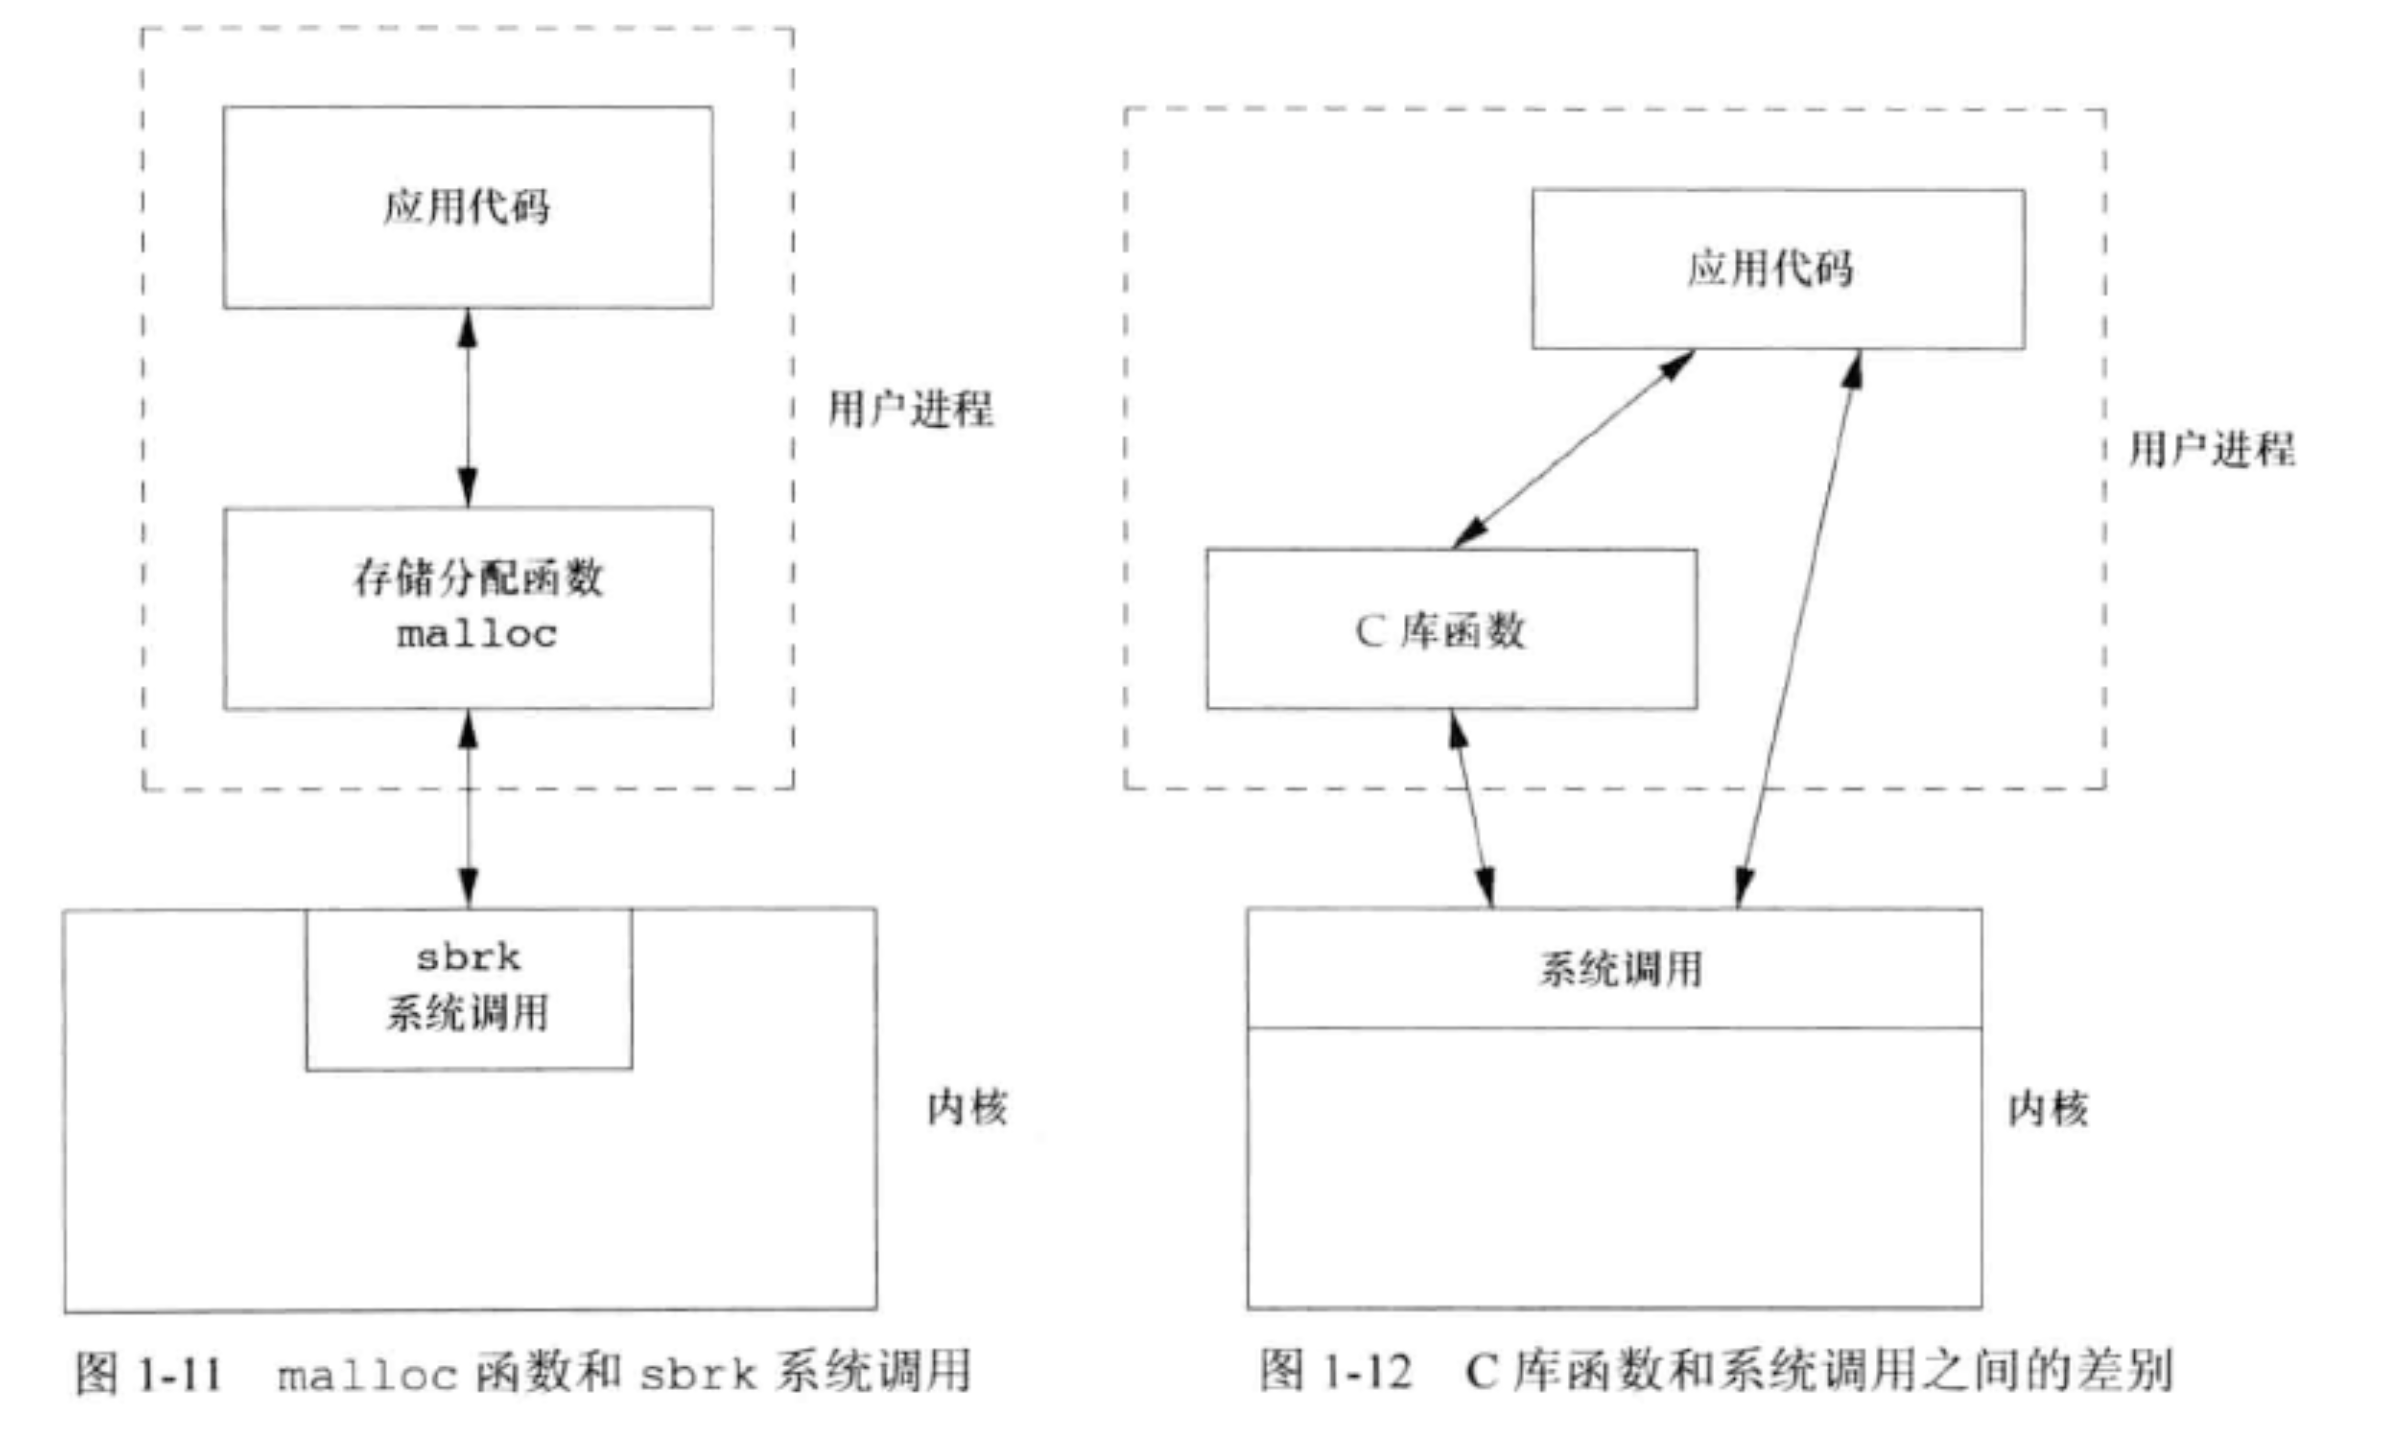 应用代码
用户进程
存储分配函数
malloc
sbrk
系统调用
内核
图 1-11 malloc 函数和 sbrk 系统调用
应用代码
用户进程
C 库函数
系统调用
内核
图 1-12 C 库函数和系统调用之间的差别